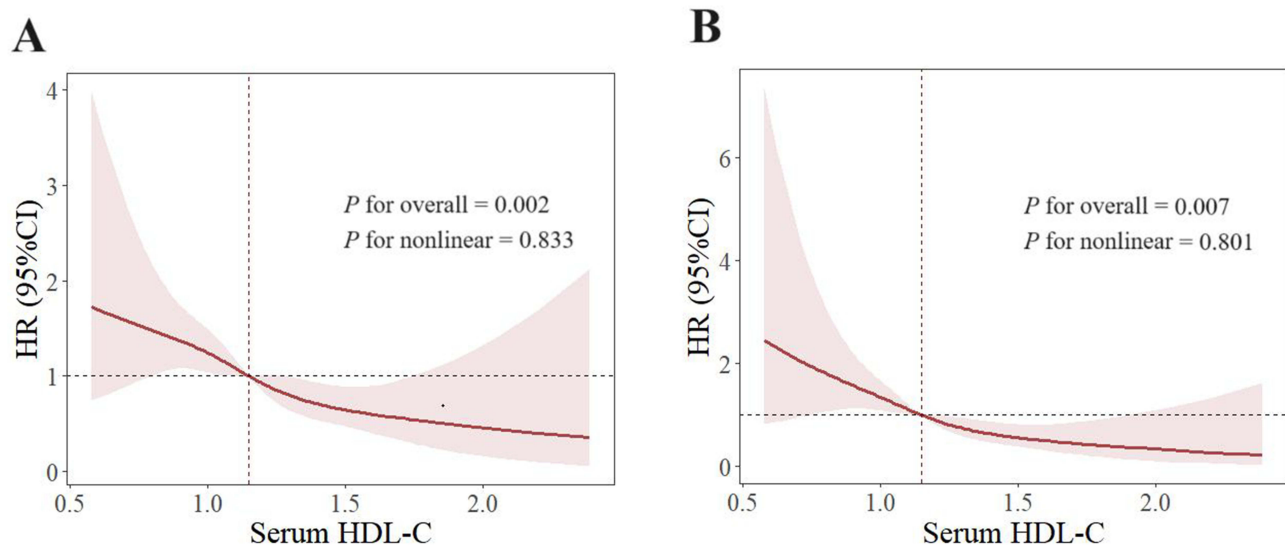 A
HR (95%CI)
4
3
2
1
0
P for overall = 0.002
P for nonlinear = 0.833
0.5 1.0 1.5 2.0
Serum HDL-C
B
HR (95%CI)
6
4
2
0
P for overall = 0.007
P for nonlinear = 0.801
0.5 1.0 1.5 2.0
Serum HDL-C